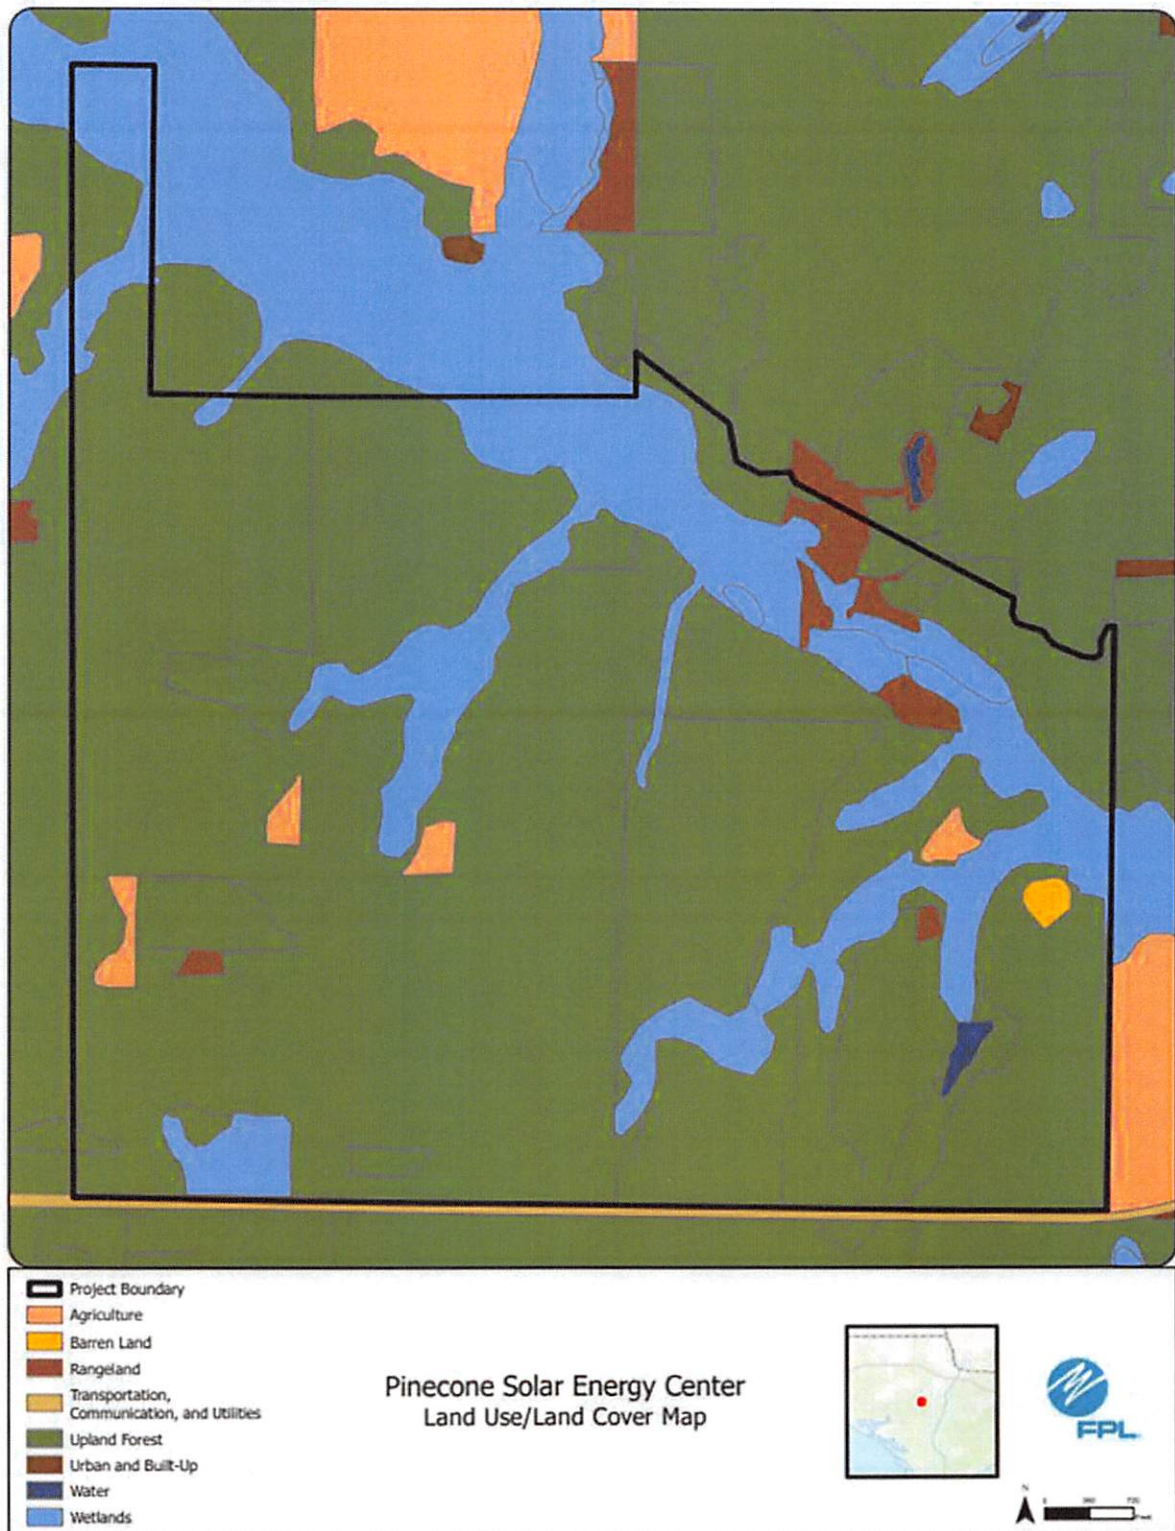 Project Boundary
Agriculture
Barren Land
Rangeland
Transportation,
Communication, and Utilities
Upland Forest
Urban and Built-Up
Water
Wetlands
Pinecone Solar Energy Center
Land Use/Land Cover Map
FPL
N